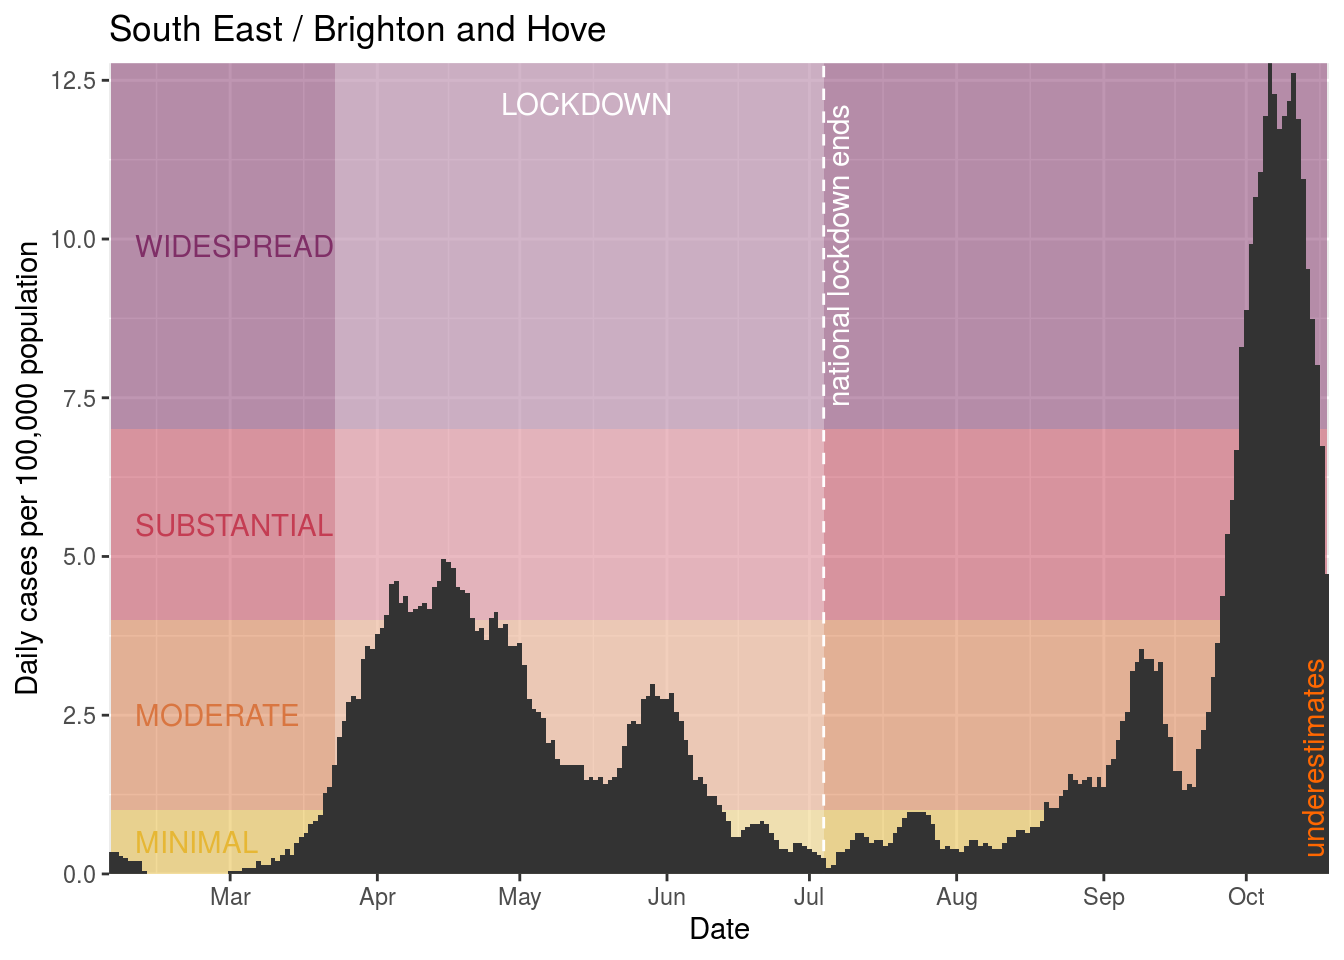 South East / Brighton and Hove
12.5
10.0
7.5
5.0
2.5
0.0
Daily cases per 100,000 population
LOCKDOWN
national lockdown ends
WIDESPREAD
SUBSTANTIAL
MODERATE
MINIMAL
underestimates
Mar Apr May Jun Jul Aug Sep Oct
Date